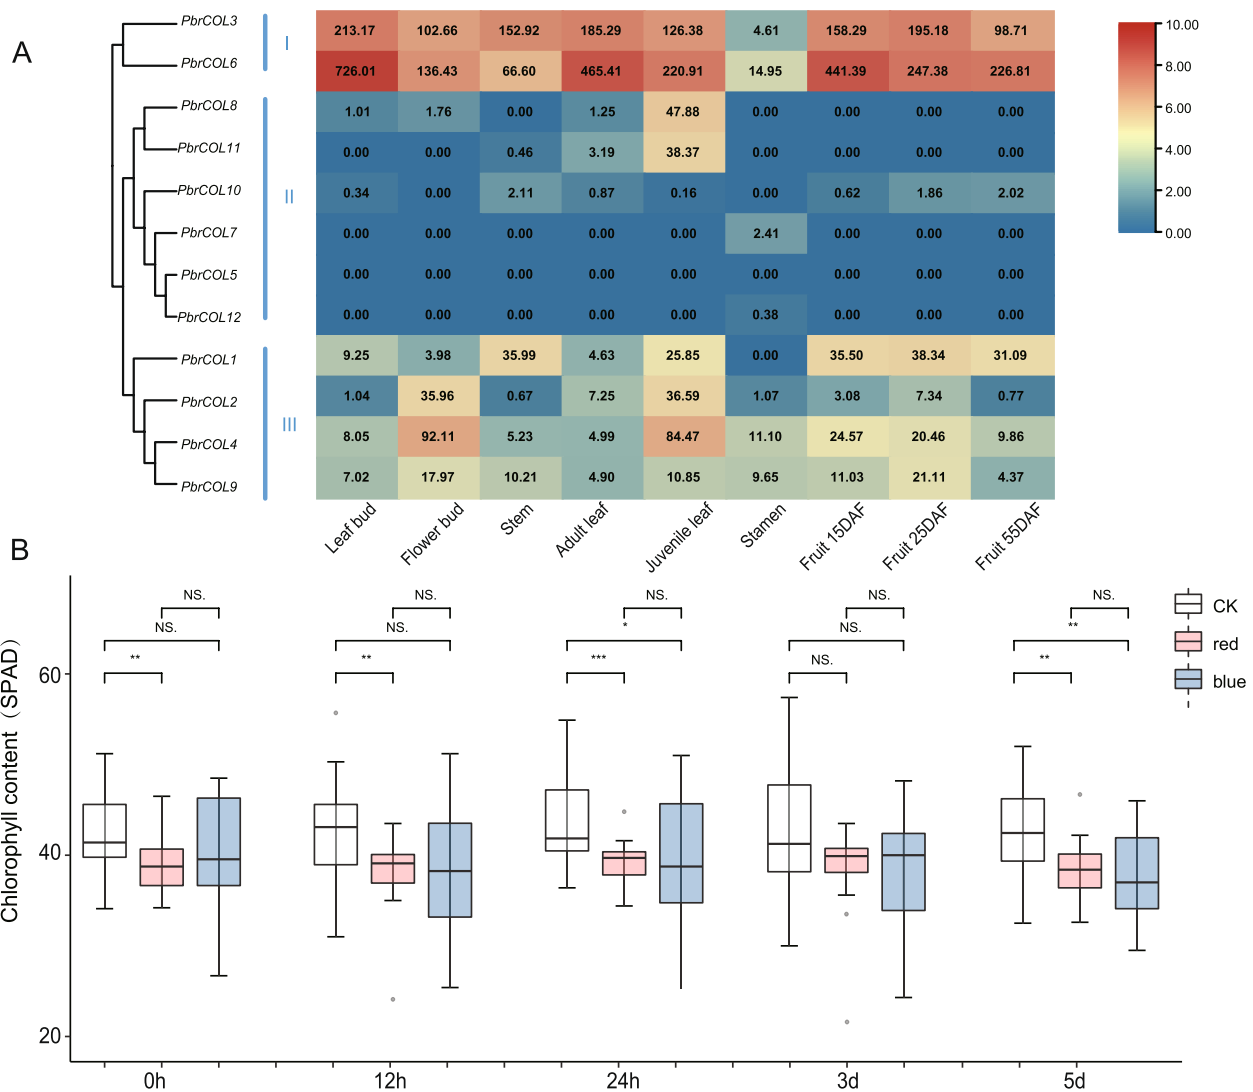 A
PbrCOL3
I
213.17 102.66 152.92 185.29 126.38 4.61 158.29 195.18 98.71
PbrCOL6
726.01 136.43 66.60 465.41 220.91 14.95 441.39 247.38 226.81
PbrCOL8
1.01 1.76 0.00 1.25 47.88 0.00 0.00 0.00 0.00
PbrCOL11
0.00 0.00 0.46 3.19 38.37 0.00 0.00 0.00 0.00
PbrCOL10
II
0.34 0.00 2.11 0.87 0.16 0.00 0.62 1.86 2.02
PbrCOL7
0.00 0.00 0.00 0.00 0.00 2.41 0.00 0.00 0.00
PbrCOL5
0.00 0.00 0.00 0.00 0.00 0.00 0.00 0.00 0.00
PbrCOL12
0.00 0.00 0.00 0.00 0.00 0.38 0.00 0.00 0.00
PbrCOL1
9.25 3.98 35.99 4.63 25.85 0.00 35.50 38.34 31.09
PbrCOL2
1.04 35.96 0.67 7.25 36.59 1.07 3.08 7.34 0.77
III
PbrCOL4
8.05 92.11 5.23 4.99 84.47 11.10 24.57 20.46 9.86
PbrCOL9
7.02 17.97 10.21 4.90 10.85 9.65 11.03 21.11 4.37
Leaf bud
Flower bud
Stem
Adult leaf
Juvenile leaf
Stamen
Fruit 15DAF
Fruit 25DAF
Fruit 55DAF
10.00
8.00
6.00
4.00
2.00
0.00
B
Chlorophyll content（SPAD）
60
40
20
NS.
NS.
**
NS.
NS.
**
NS.
*
***
NS.
NS.
NS.
NS.
**
**
0h
12h
24h
3d
5d
CK
red
blue